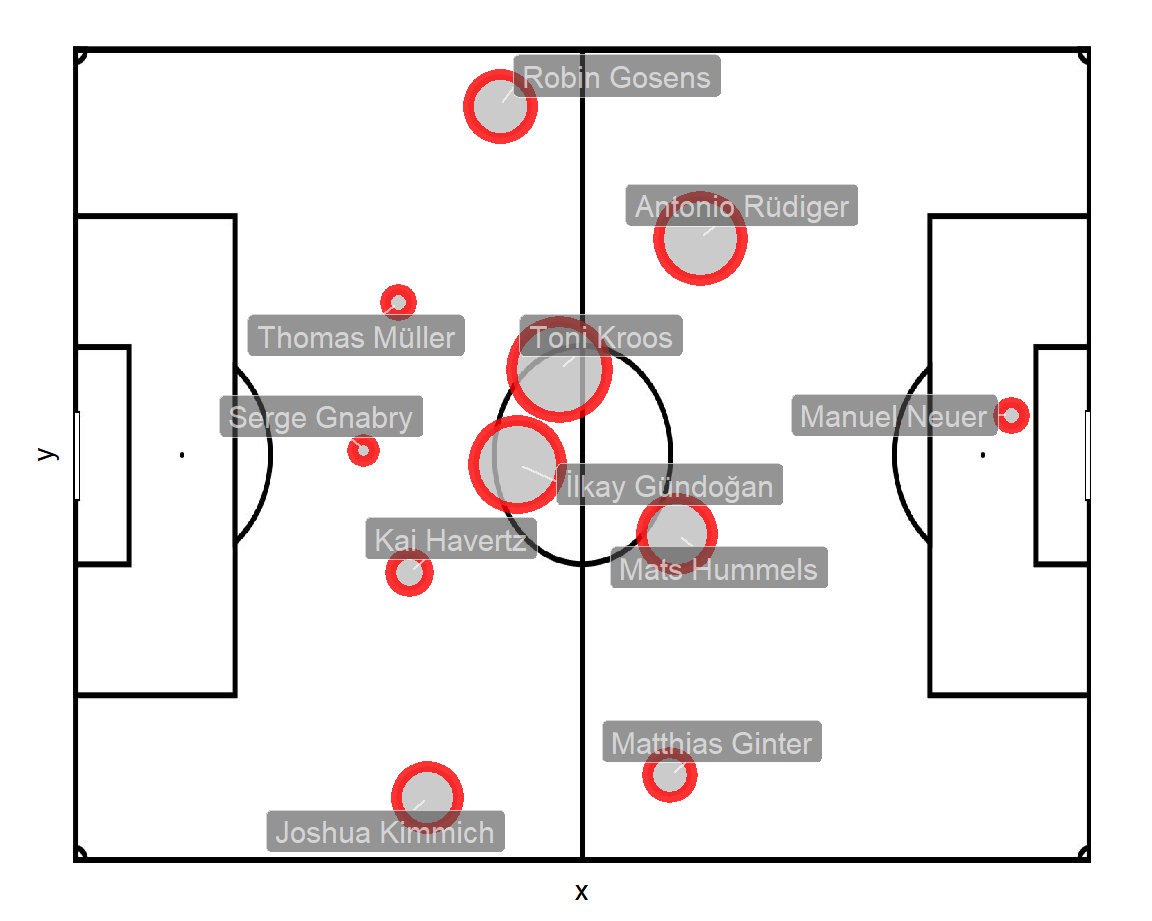 Robin Gosens
Antonio Rüdiger
Thomas Müller
Toni Kroos
Serge Gnabry
Manuel Neuer
İlkay Gündoğan
Kai Havertz
Mats Hummels
Matthias Ginter
Joshua Kimmich
y
x